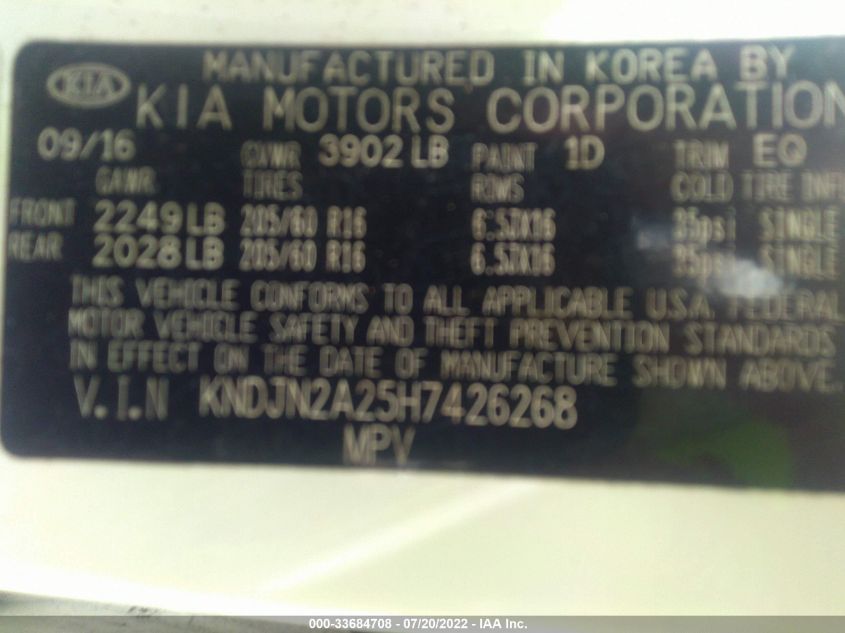 KIA
MANUFACTURED IN KOREA BY
KIA MOTORS CORPORATION
09/16 GVWR 3902 LB PAINT 1D TRIM EQ
GAWR TIRES ROWS COLD TIRE INF
FRONT 2249 LB 205/60 R16 6.5JX16 35psi SINGLE
REAR 2028 LB 205/60 R16 6.5JX16 35psi SINGLE
THIS VEHICLE CONFORMS TO ALL APPLICABLE U.S.A. FEDERAL
MOTOR VEHICLE SAFETY AND THEFT PREVENTION STANDARDS
IN EFFECT ON THE DATE OF MANUFACTURE SHOWN ABOVE.
V.I.N KNDJN2A25H7426268
MPV
000-33684708 - 07/20/2022 - IAA Inc.